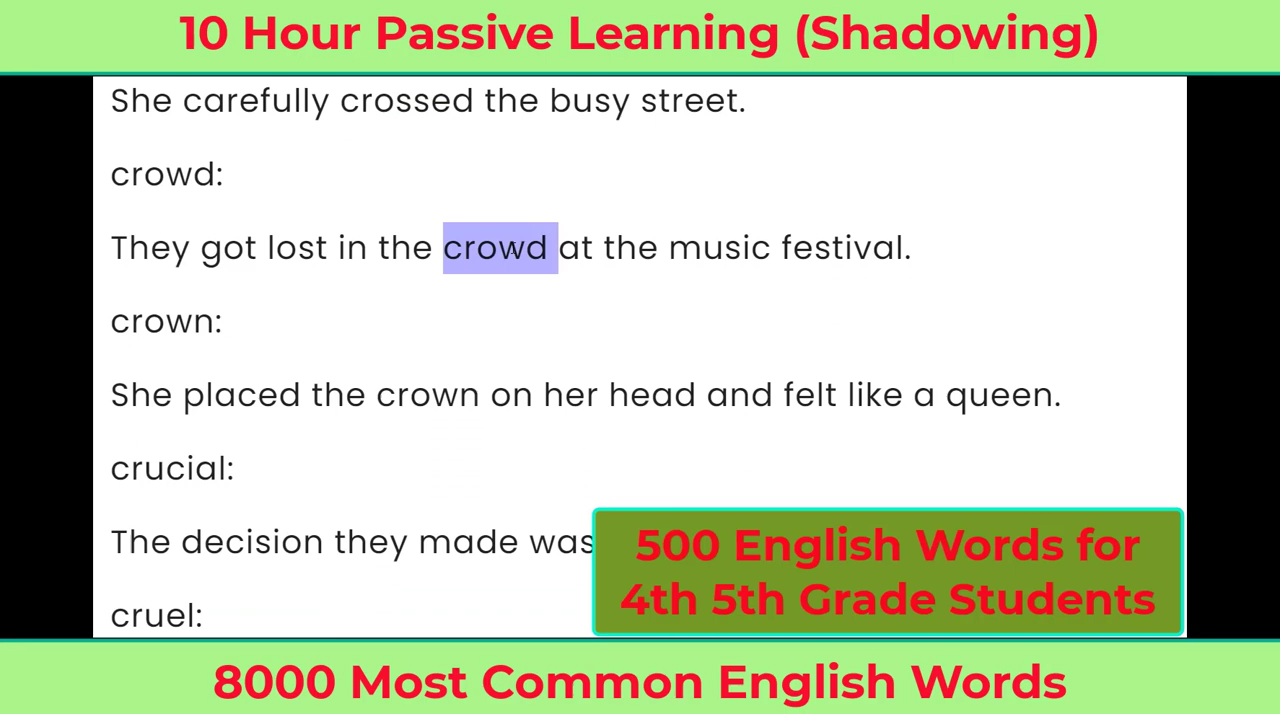 10 Hour Passive Learning (Shadowing)
She carefully crossed the busy street.
crowd:
They got lost in the crowd at the music festival.
crown:
She placed the crown on her head and felt like a queen.
crucial:
The decision they made was
cruel:
500 English Words for
4th 5th Grade Students
8000 Most Common English Words